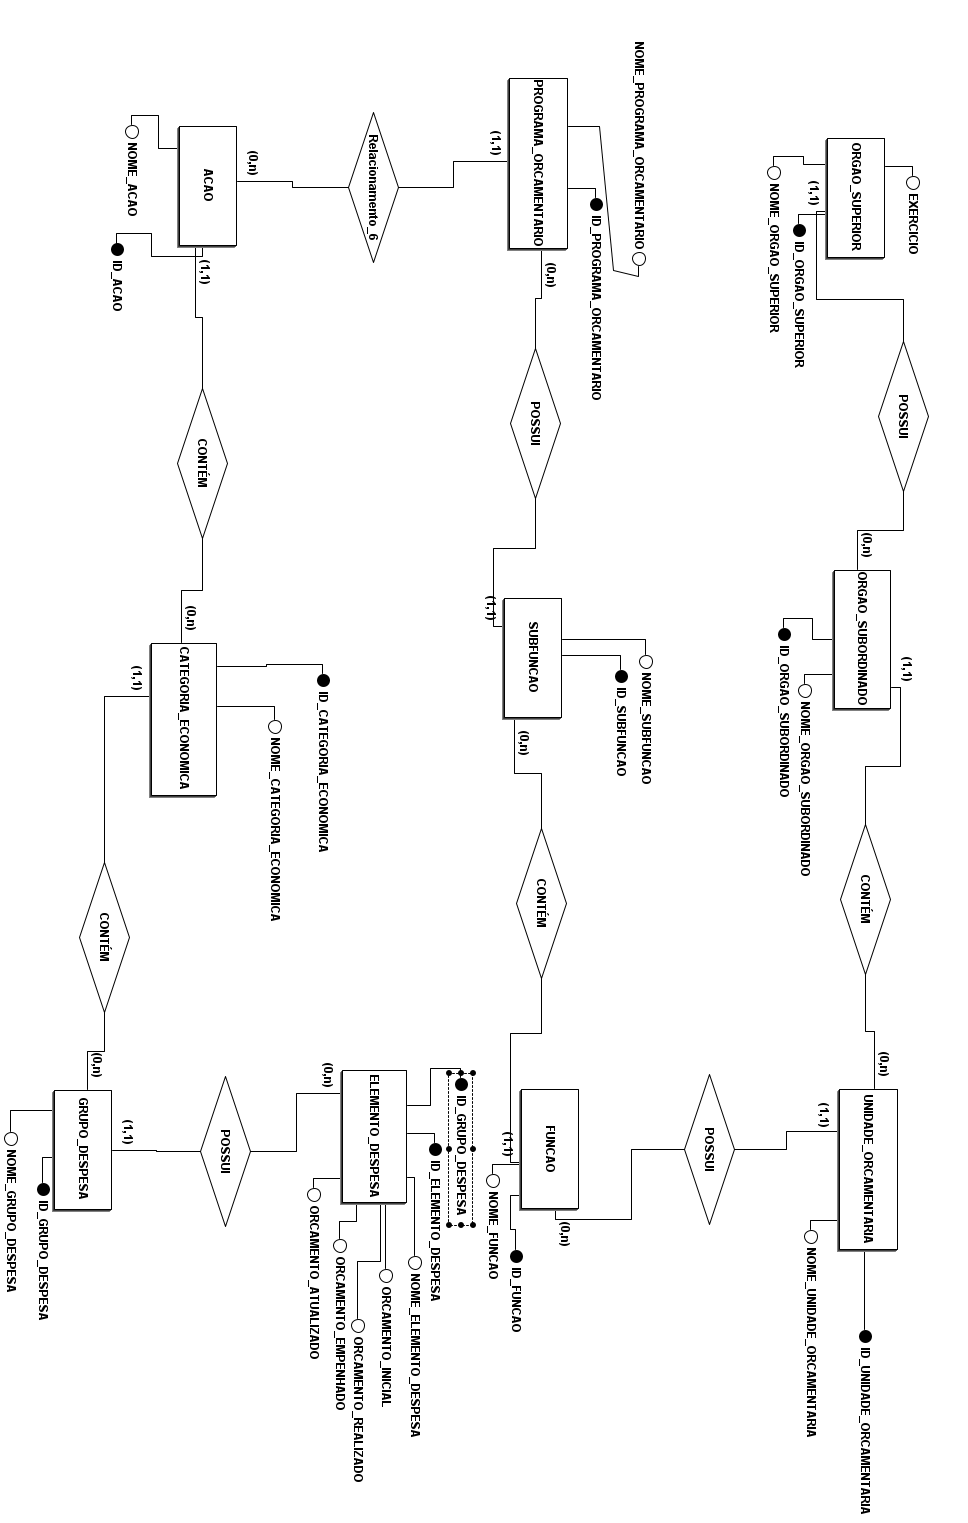 EXERCICIO
ORGAO_SUPERIOR
(1,1)
ID_ORGAO_SUPERIOR
NOME_ORGAO_SUPERIOR
POSSUI
(0,n)
ORGAO_SUBORDINADO
(1,1)
NOME_ORGAO_SUBORDINADO
ID_ORGAO_SUBORDINADO
CONTÉM
(0,n)
UNIDADE_ORCAMENTARIA
(1,1)
ID_UNIDADE_ORCAMENTARIA
NOME_UNIDADE_ORCAMENTARIA
NOME_PROGRAMA_ORCAMENTARIO
ID_PROGRAMA_ORCAMENTARIO
PROGRAMA_ORCAMENTARIO
(1,1)
(0,n)
POSSUI
(1,1)
SUBFUNCAO
NOME_SUBFUNCAO
ID_SUBFUNCAO
(0,n)
CONTÉM
(1,1)
FUNCAO
(0,n)
NOME_FUNCAO
ID_FUNCAO
POSSUI
Relacionamento_6
(0,n)
ACAO
(1,1)
NOME_ACAO
ID_ACAO
CONTÉM
(0,n)
CATEGORIA_ECONOMICA
(1,1)
ID_CATEGORIA_ECONOMICA
NOME_CATEGORIA_ECONOMICA
CONTÉM
(0,n)
GRUPO_DESPESA
(1,1)
NOME_GRUPO_DESPESA
ID_GRUPO_DESPESA
POSSUI
(0,n)
ELEMENTO_DESPESA
ID_GRUPO_DESPESA
ID_ELEMENTO_DESPESA
NOME_ELEMENTO_DESPESA
ORCAMENTO_INICIAL
ORCAMENTO_REALIZADO
ORCAMENTO_EMPENHADO
ORCAMENTO_ATUALIZADO